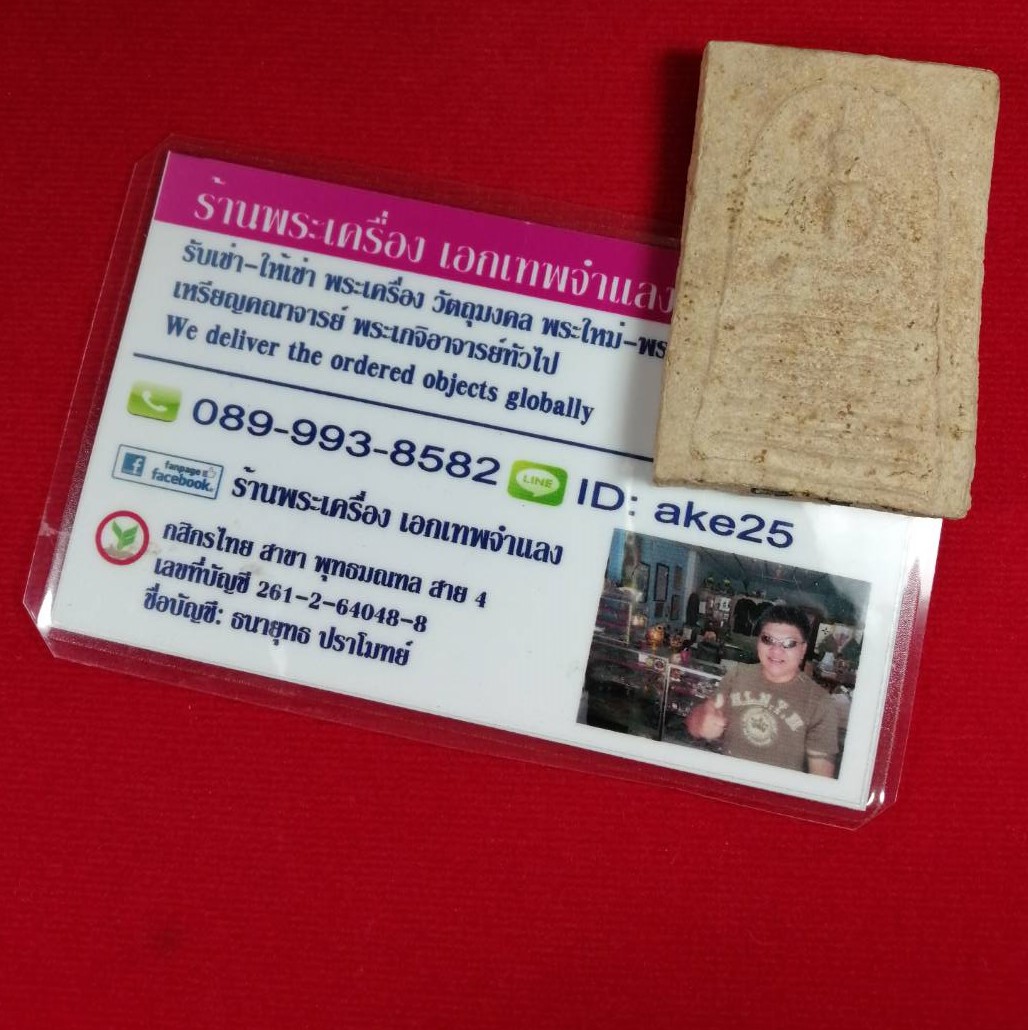 ร้านพระเครื่อง เอกเทพจำแลง
รับเช่า-ให้เช่า พระเครื่อง วัตถุมงคล พระใหม่-พร
เหรียญคณาจารย์ พระเกจิอาจารย์ทั่วไป
We deliver the ordered objects globally
089-993-8582 LINE ID: ake25
fanpage
facebook. ร้านพระเครื่อง เอกเทพจำแลง
กสิกรไทย สาขา พุทธมณฑล สาย 4
เลขที่บัญชี 261-2-64048-8
ชื่อบัญชี: ธนายุทธ ปราโมทย์